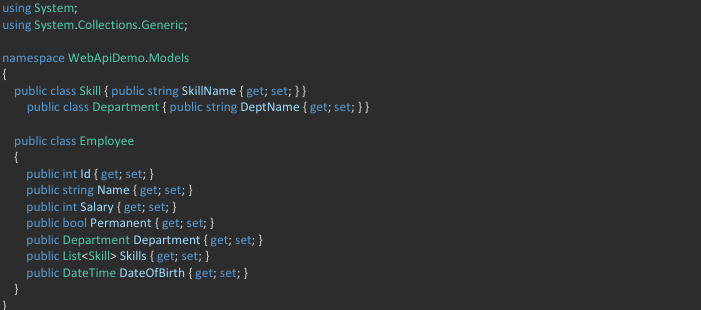 using System;
using System.Collections.Generic;
namespace WebApiDemo.Models
{
public class Skill { public string SkillName { get; set; } }
public class Department { public string DeptName { get; set; } }
public class Employee
{
public int Id { get; set; }
public string Name { get; set; }
public int Salary { get; set; }
public bool Permanent { get; set; }
public Department Department { get; set; }
public List<Skill> Skills { get; set; }
public DateTime DateOfBirth { get; set; }
}
}